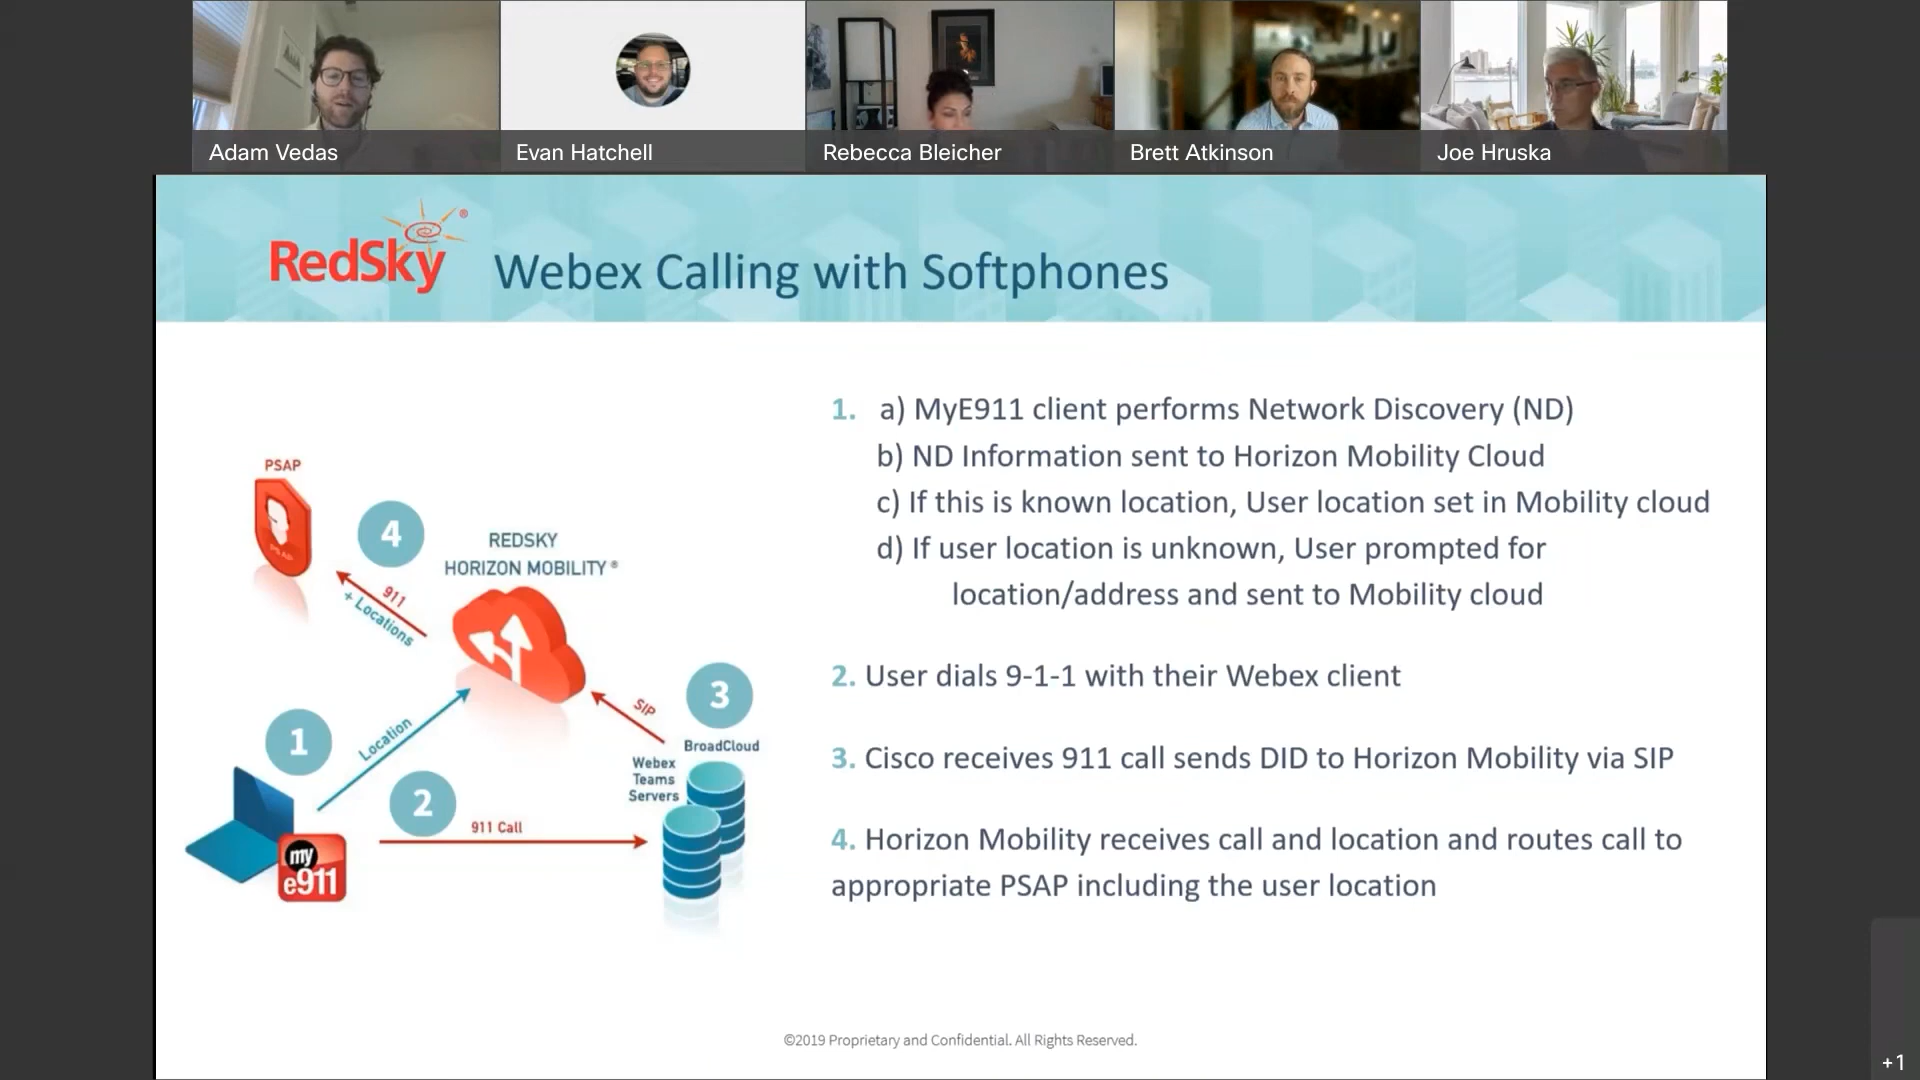 Adam Vedas
Evan Hatchell
Rebecca Bleicher
Brett Atkinson
Joe Hruska
RedSky®
Webex Calling with Softphones
PSAP
PS AP
4
911
+ Locations
REDSKY
HORIZON MOBILITY ®
1
Location
2
911 Call
my
e911
SIP
3
BroadCloud
Webex
Teams
Servers
1. a) MyE911 client performs Network Discovery (ND)
b) ND Information sent to Horizon Mobility Cloud
c) If this is known location, User location set in Mobility cloud
d) If user location is unknown, User prompted for
location/address and sent to Mobility cloud
2. User dials 9-1-1 with their Webex client
3. Cisco receives 911 call sends DID to Horizon Mobility via SIP
4. Horizon Mobility receives call and location and routes call to
appropriate PSAP including the user location
©2019 Proprietary and Confidential. All Rights Reserved.
+1